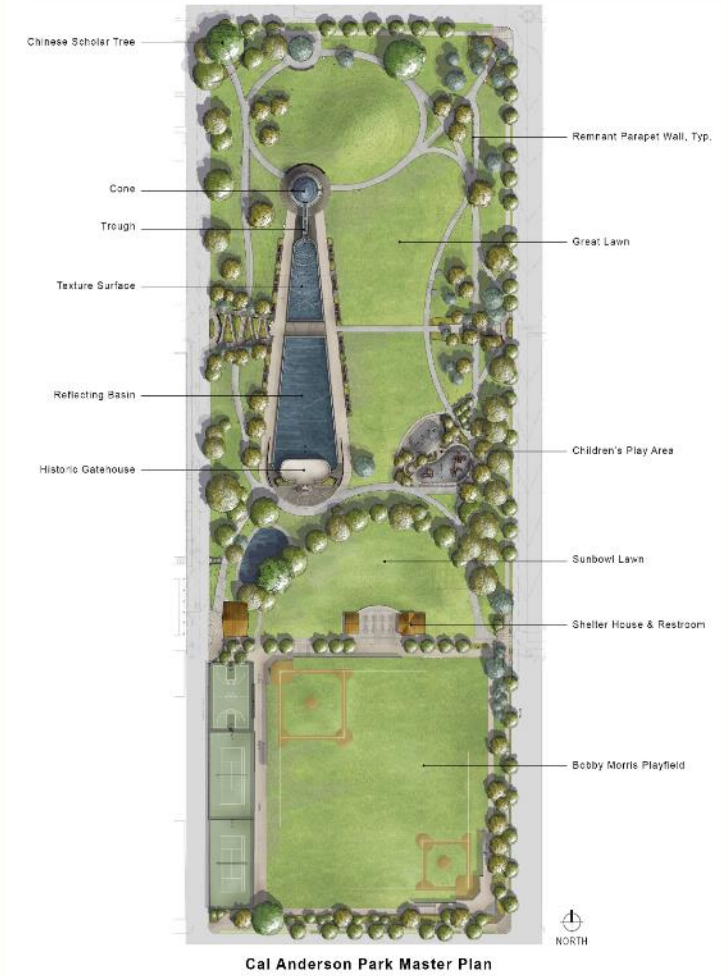 Chinese Scholar Tree
Remnant Parapet Wall, Typ.
Cone
Trough
Great Lawn
Texture Surface
Reflecting Basin
Children's Play Area
Historic Gatehouse
Sunbowl Lawn
Shelter House & Restroom
Bobby Morris Playfield
NORTH
Cal Anderson Park Master Plan